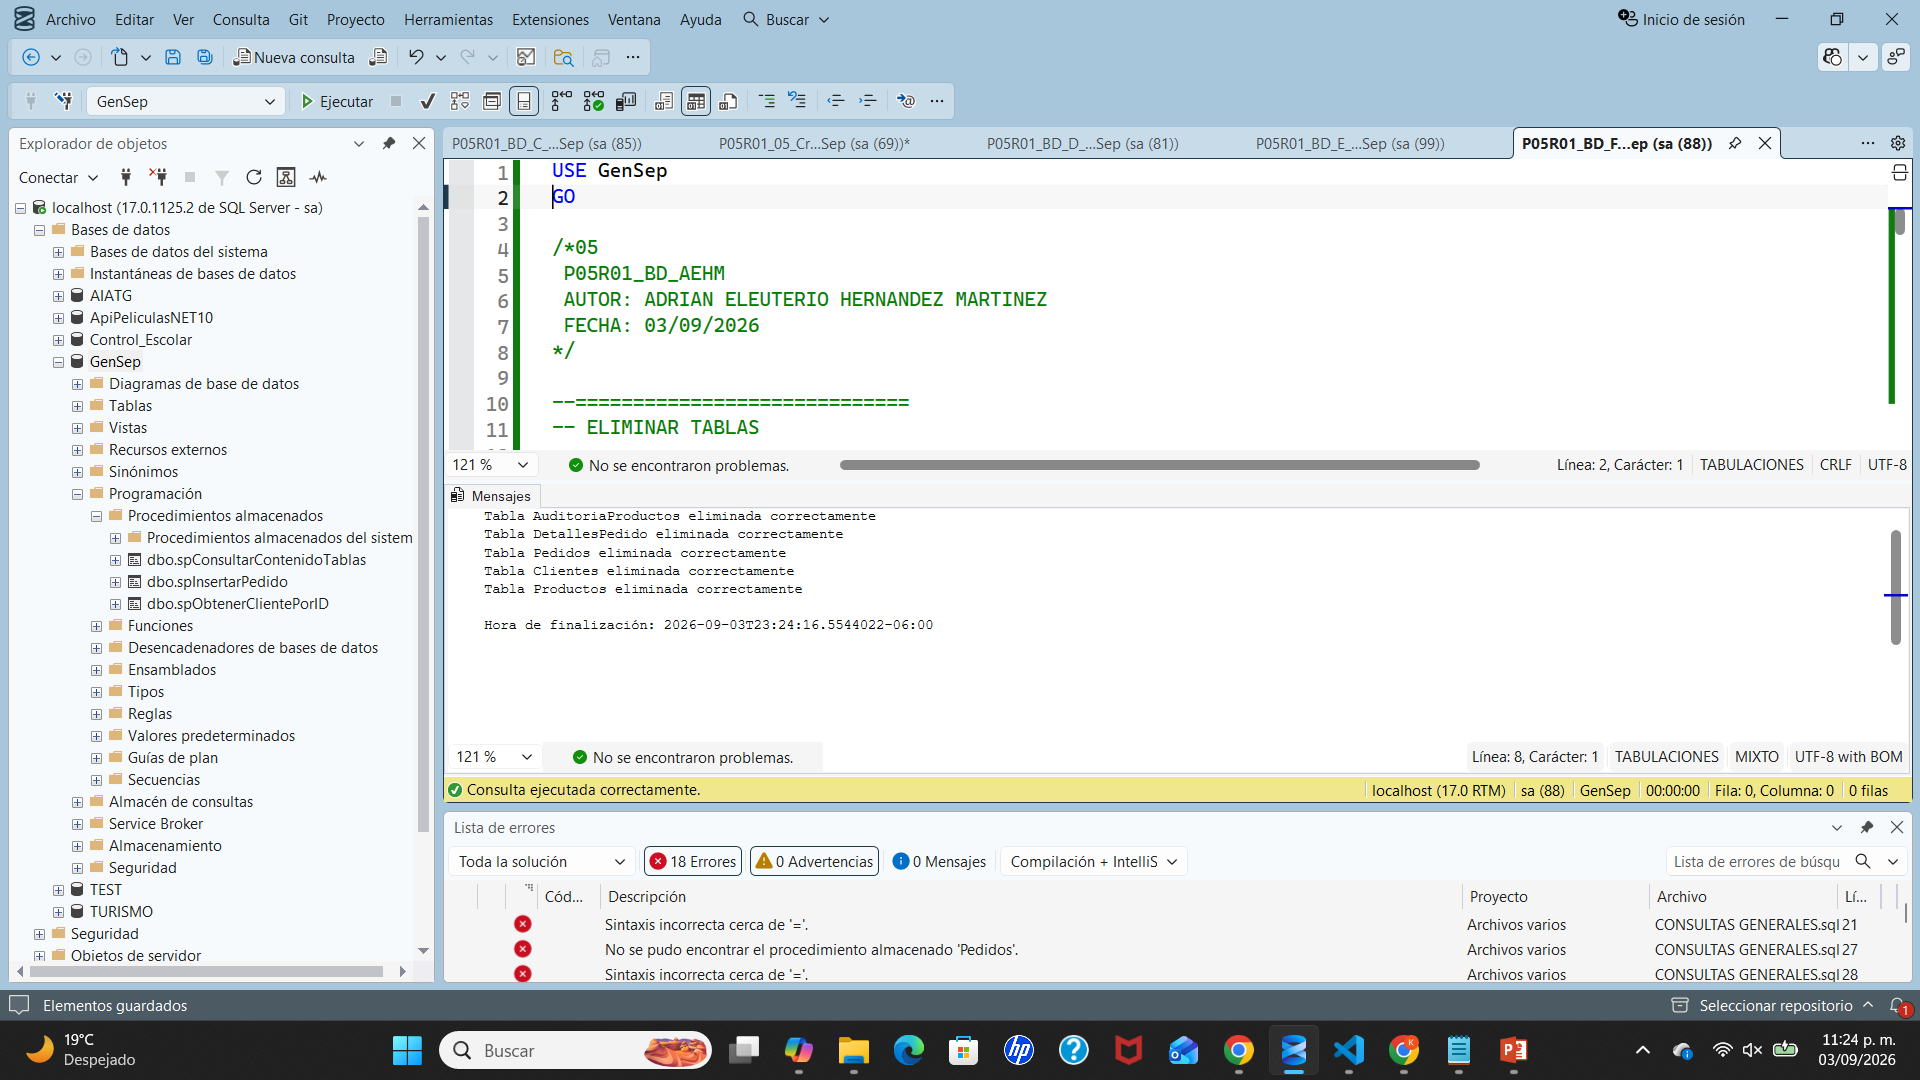 Archivo Editar Ver Consulta Git Proyecto Herramientas Extensiones Ventana Ayuda Buscar Inicio de sesión
Nueva consulta
GenSep Ejecutar
Explorador de objetos
Conectar
localhost (17.0.1125.2 de SQL Server - sa)
Bases de datos
Bases de datos del sistema
Instantáneas de bases de datos
AIATG
ApiPeliculasNET10
Control_Escolar
GenSep
Diagramas de base de datos
Tablas
Vistas
Recursos externos
Sinónimos
Programación
Procedimientos almacenados
Procedimientos almacenados del sistem
dbo.spConsultarContenidoTablas
dbo.spInsertarPedido
dbo.spObtenerClientePorID
Funciones
Desencadenadores de bases de datos
Ensamblados
Tipos
Reglas
Valores predeterminados
Guías de plan
Secuencias
Almacén de consultas
Service Broker
Almacenamiento
Seguridad
TEST
TURISMO
Seguridad
Objetos de servidor
P05R01_BD_C_...Sep (sa (85)) P05R01_05_Cr...Sep (sa (69))* P05R01_BD_D_...Sep (sa (81)) P05R01_BD_E_...Sep (sa (99)) P05R01_BD_F...ep (sa (88))
1 USE GenSep
2 GO
3
4 /*05
5 P05R01_BD_AEHM
6 AUTOR: ADRIAN ELEUTERIO HERNANDEZ MARTINEZ
7 FECHA: 03/09/2026
8 */
9
10 --=============================
11 -- ELIMINAR TABLAS
121 % No se encontraron problemas. Línea: 2, Carácter: 1 TABULACIONES CRLF UTF-8
Mensajes
Tabla AuditoriaProductos eliminada correctamente
Tabla DetallesPedido eliminada correctamente
Tabla Pedidos eliminada correctamente
Tabla Clientes eliminada correctamente
Tabla Productos eliminada correctamente
Hora de finalización: 2026-09-03T23:24:16.5544022-06:00
121 % No se encontraron problemas. Línea: 8, Carácter: 1 TABULACIONES MIXTO UTF-8 with BOM
Consulta ejecutada correctamente. localhost (17.0 RTM) sa (88) GenSep 00:00:00 Fila: 0, Columna: 0 0 filas
Lista de errores
Toda la solución 18 Errores 0 Advertencias 0 Mensajes Compilación + IntelliS Lista de errores de búsqu
Cód... Descripción Proyecto Archivo Lí...
Sintaxis incorrecta cerca de '='. Archivos varios CONSULTAS GENERALES.sql 21
No se pudo encontrar el procedimiento almacenado 'Pedidos'. Archivos varios CONSULTAS GENERALES.sql 27
Sintaxis incorrecta cerca de '='. Archivos varios CONSULTAS GENERALES.sql 28
Elementos guardados Seleccionar repositorio 1
19°C
Despejado
Buscar
11:24 p. m.
03/09/2026